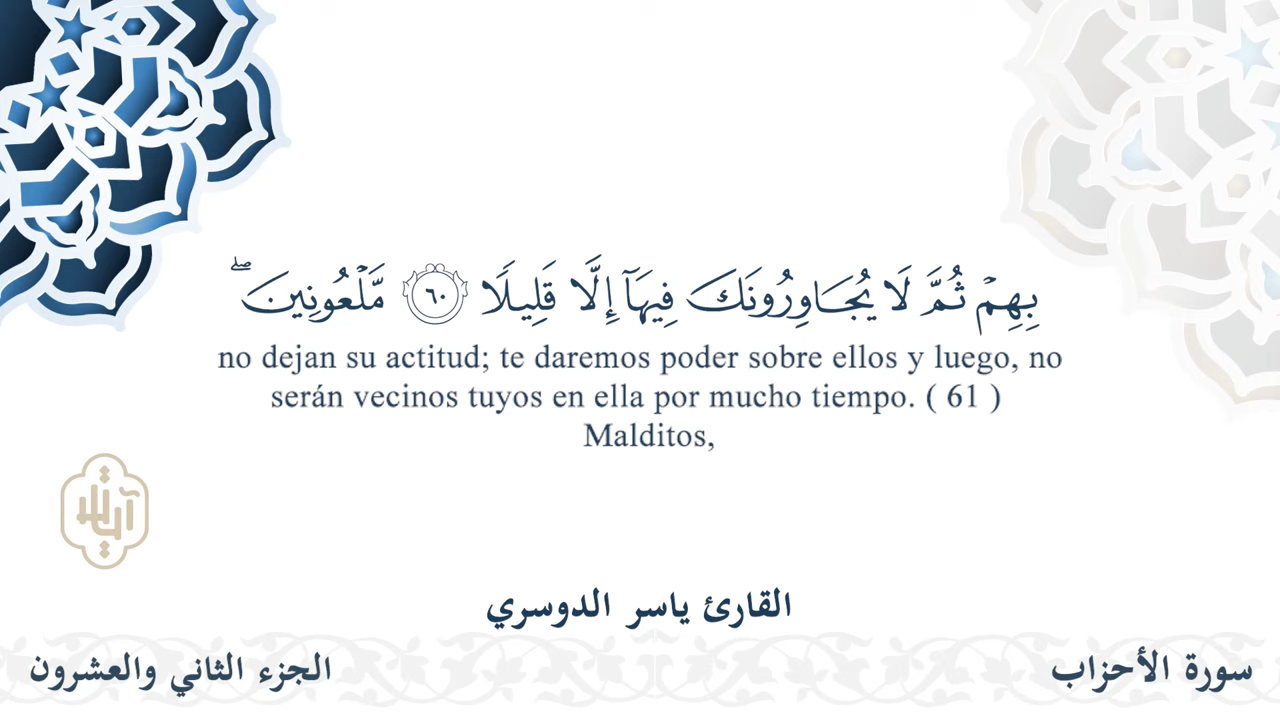 بِهِمْ ثُمَّ لَا يُجَاوِرُونَكَ فِيهَآ إِلَّا قَلِيلًا ٦٠ مَّلْعُونِينَ ۖ
no dejan su actitud; te daremos poder sobre ellos y luego, no
serán vecinos tuyos en ella por mucho tiempo. ( 61 )
Malditos,
القارئ ياسر الدوسري
سورة الأحزاب
الجزء الثاني والعشرون